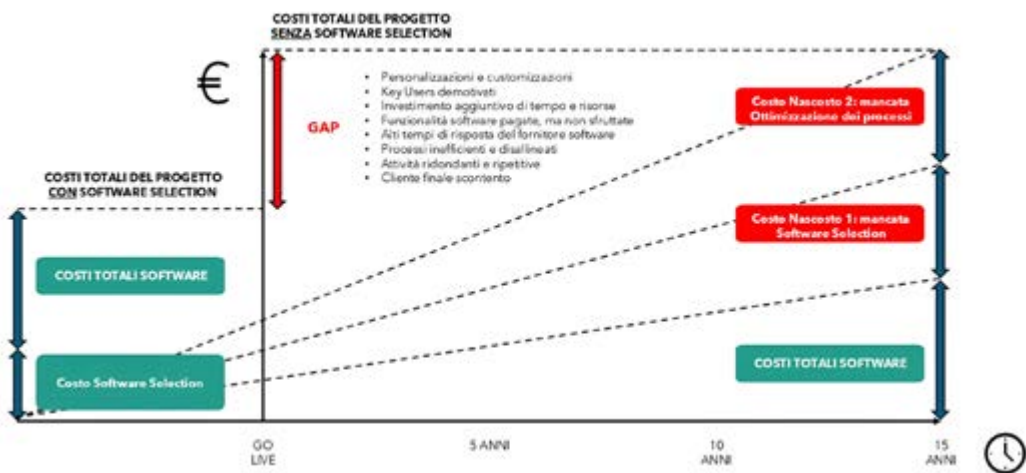 COSTI TOTALI DEL PROGETTO
SENZA SOFTWARE SELECTION
€
GAP
• Personalizzazioni e customizzazioni
• Key Users demotivati
• Investimento aggiuntivo di tempo e risorse
• Funzionalità software pagate, ma non sfruttate
• Alti tempi di risposta del fornitore software
• Processi inefficienti e disallineati
• Attività ridondanti e ripetitive
• Cliente finale scontento
Costo Nascosto 2: mancata
Ottimizzazione dei processi
COSTI TOTALI DEL PROGETTO
CON SOFTWARE SELECTION
Costo Nascosto 1: mancata
Software Selection
COSTI TOTALI SOFTWARE
COSTI TOTALI SOFTWARE
Costo Software Selection
GO
LIVE
5 ANNI
10
ANNI
15
ANNI